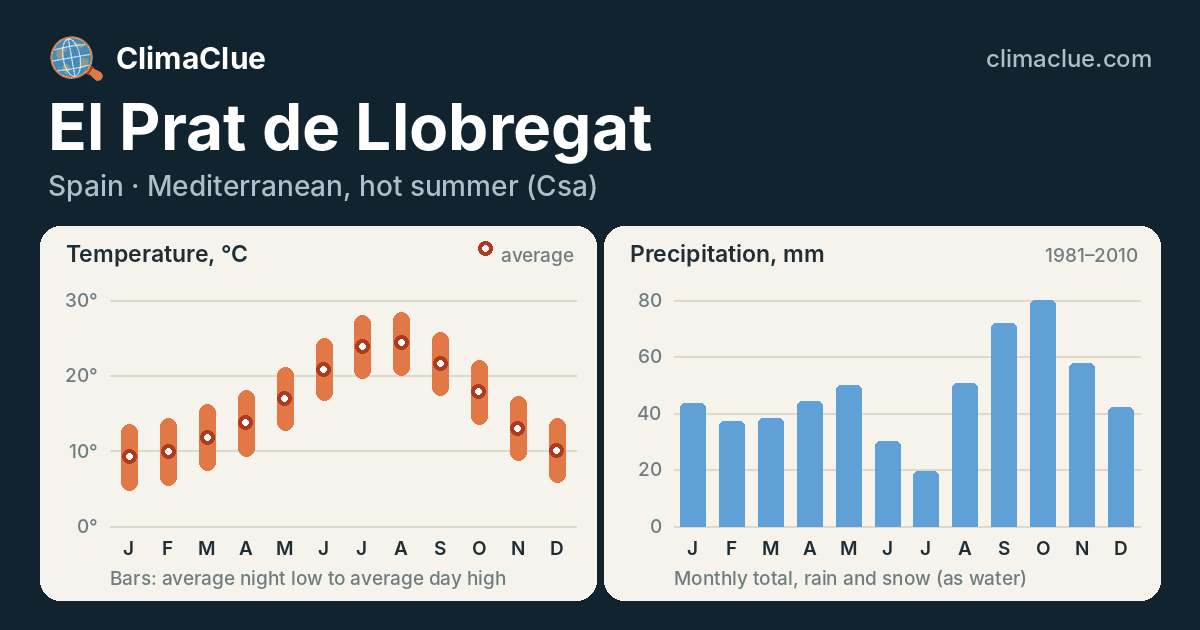 ClimaClue
climaclue.com
El Prat de Llobregat
Spain · Mediterranean, hot summer (Csa)
Temperature, °C
average
30°
20°
10°
0°
J F M A M J J A S O N D
Bars: average night low to average day high
Precipitation, mm
1981–2010
80
60
40
20
0
J F M A M J J A S O N D
Monthly total, rain and snow (as water)